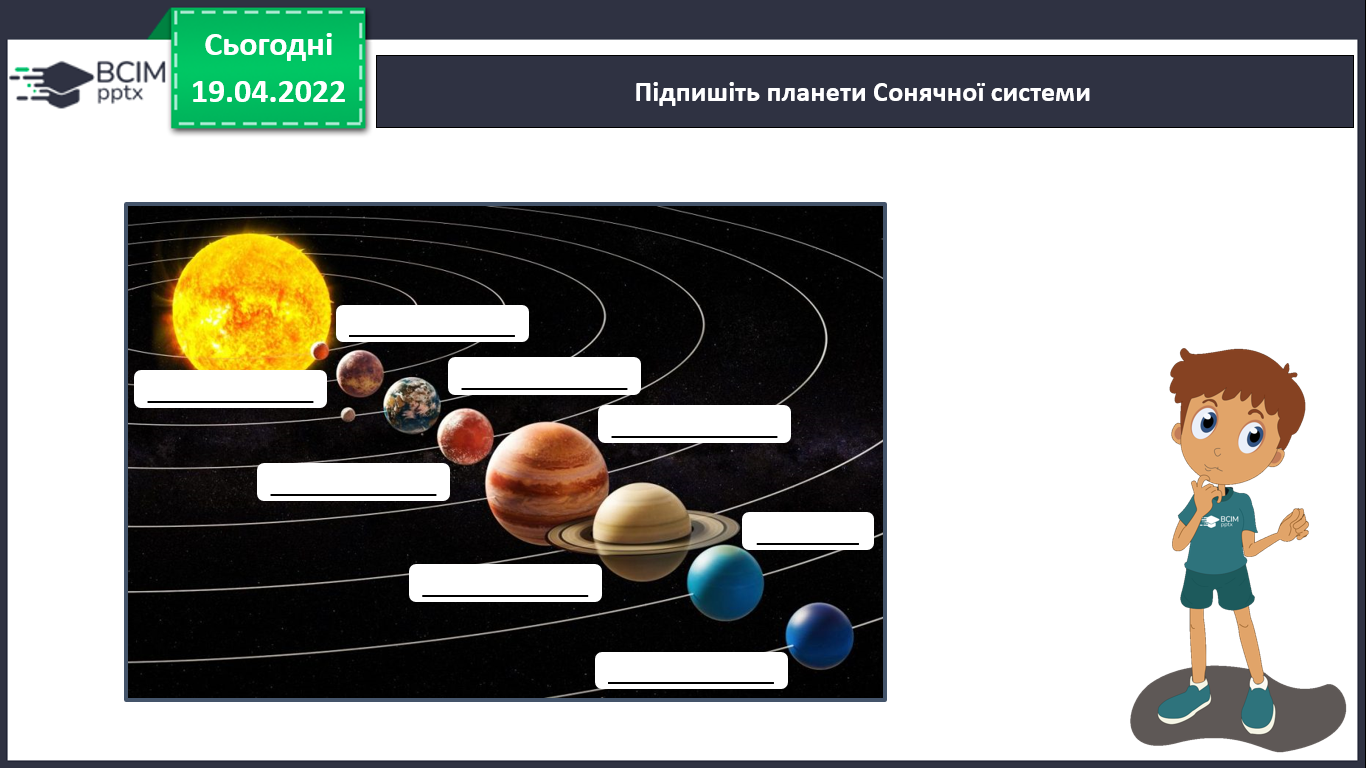 ВСІМ
pptx
Сьогодні
19.04.2022
Підпишіть планети Сонячної системи
ВСІМ
pptx